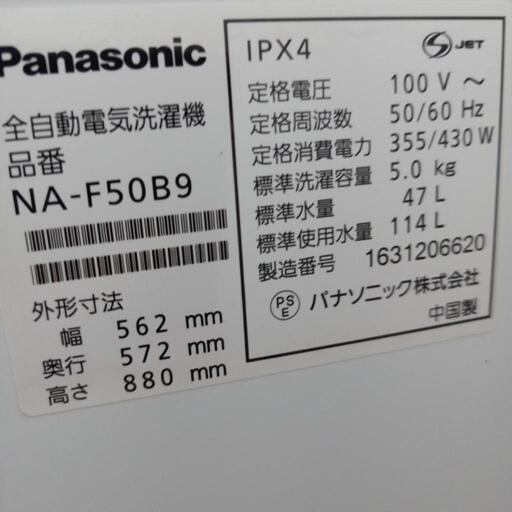 Panasonic
全自動電気洗濯機
品番
NA-F50B9
外形寸法
幅 562 mm
奥行 572 mm
高さ 880 mm
IPX4
S JET
定格電圧 100 V ～
定格周波数 50/60 Hz
定格消費電力 355/430 W
標準洗濯容量 5.0 kg
標準水量 47 L
標準使用水量 114 L
製造番号 1631206620
PS E パナソニック株式会社
中国製